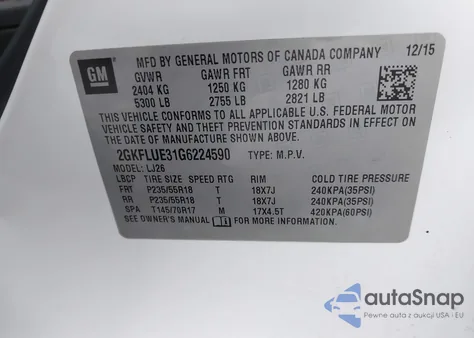 GM
MFD BY GENERAL MOTORS OF CANADA COMPANY 12/15
GVWR GAWR FRT GAWR RR
2404 KG 1250 KG 1280 KG
5300 LB 2755 LB 2821 LB
THIS VEHICLE CONFORMS TO ALL APPLICABLE U.S. FEDERAL MOTOR
VEHICLE SAFETY, BUMPER, AND THEFT PREVENTION STANDARDS IN EFFECT ON
THE DATE OF MANUFACTURE SHOWN ABOVE.
2GKFLUE31G6224590 TYPE: M.P.V.
MODEL: LJ26
LBCP TIRE SIZE SPEED RTG RIM COLD TIRE PRESSURE
FRT P235/55R18 T 18X7J 240KPA(35PSI)
RR P235/55R18 T 18X7J 240KPA(35PSI)
SPA T145/70R17 M 17X4.5T 420KPA(60PSI)
SEE OWNER'S MANUAL FOR ADDITIONAL INFORMATION.
autoSnap
Pewne auta z aukcji USA i EU